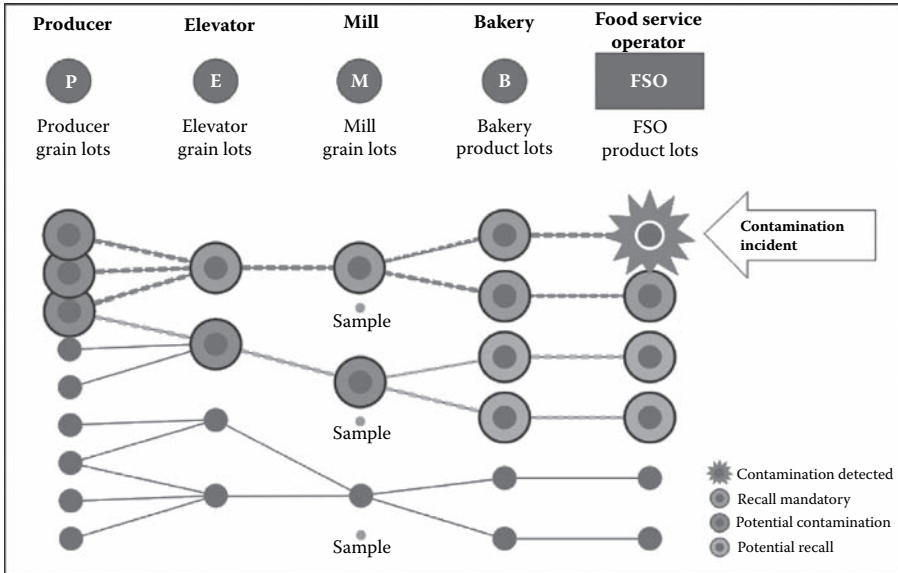 Producer
Elevator
Mill
Bakery
Food service
operator
P
E
M
B
FSO
Producer
grain lots
Elevator
grain lots
Mill
grain lots
Bakery
product lots
FSO
product lots
Contamination
incident
Sample
Sample
Sample
Contamination detected
Recall mandatory
Potential contamination
Potential recall